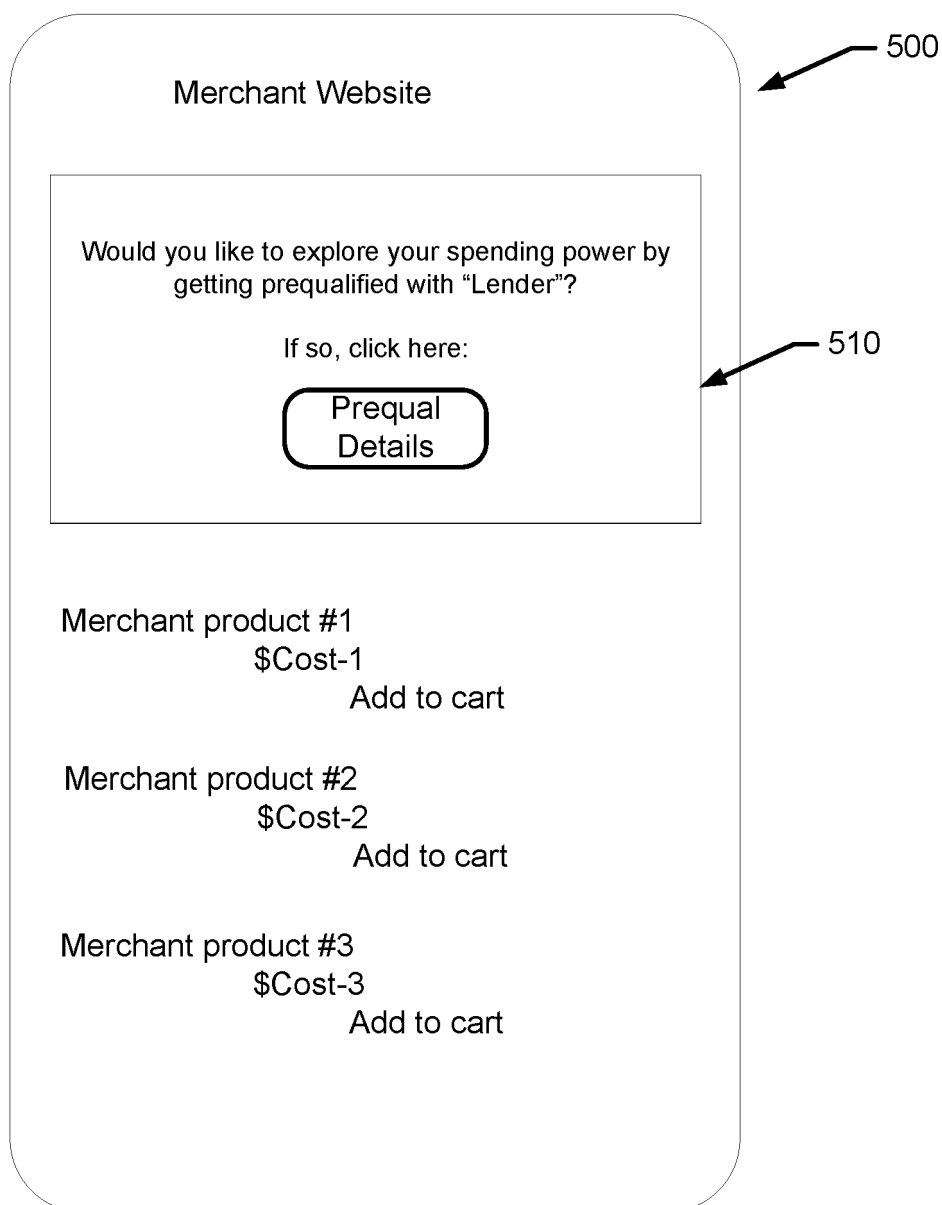 500
Merchant Website
Would you like to explore your spending power by
getting prequalified with “Lender”?
If so, click here:
510
Prequal
Details
Merchant product #1
$Cost-1
Add to cart
Merchant product #2
$Cost-2
Add to cart
Merchant product #3
$Cost-3
Add to cart